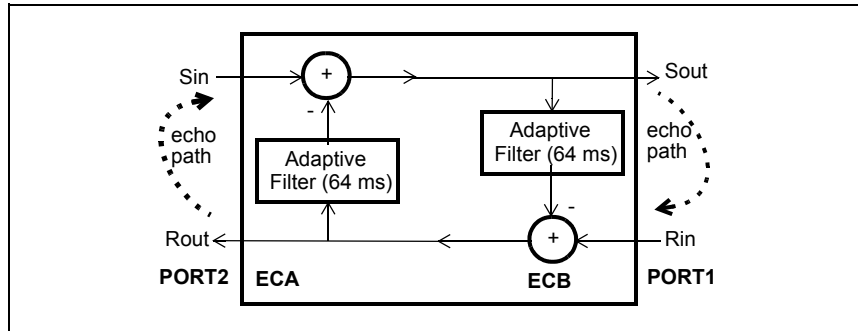 Sin
+
Sout
-
echo
path
Adaptive
Filter (64 ms)
Adaptive
Filter (64 ms)
echo
path
-
Rout
+
Rin
PORT2
ECA
ECB
PORT1